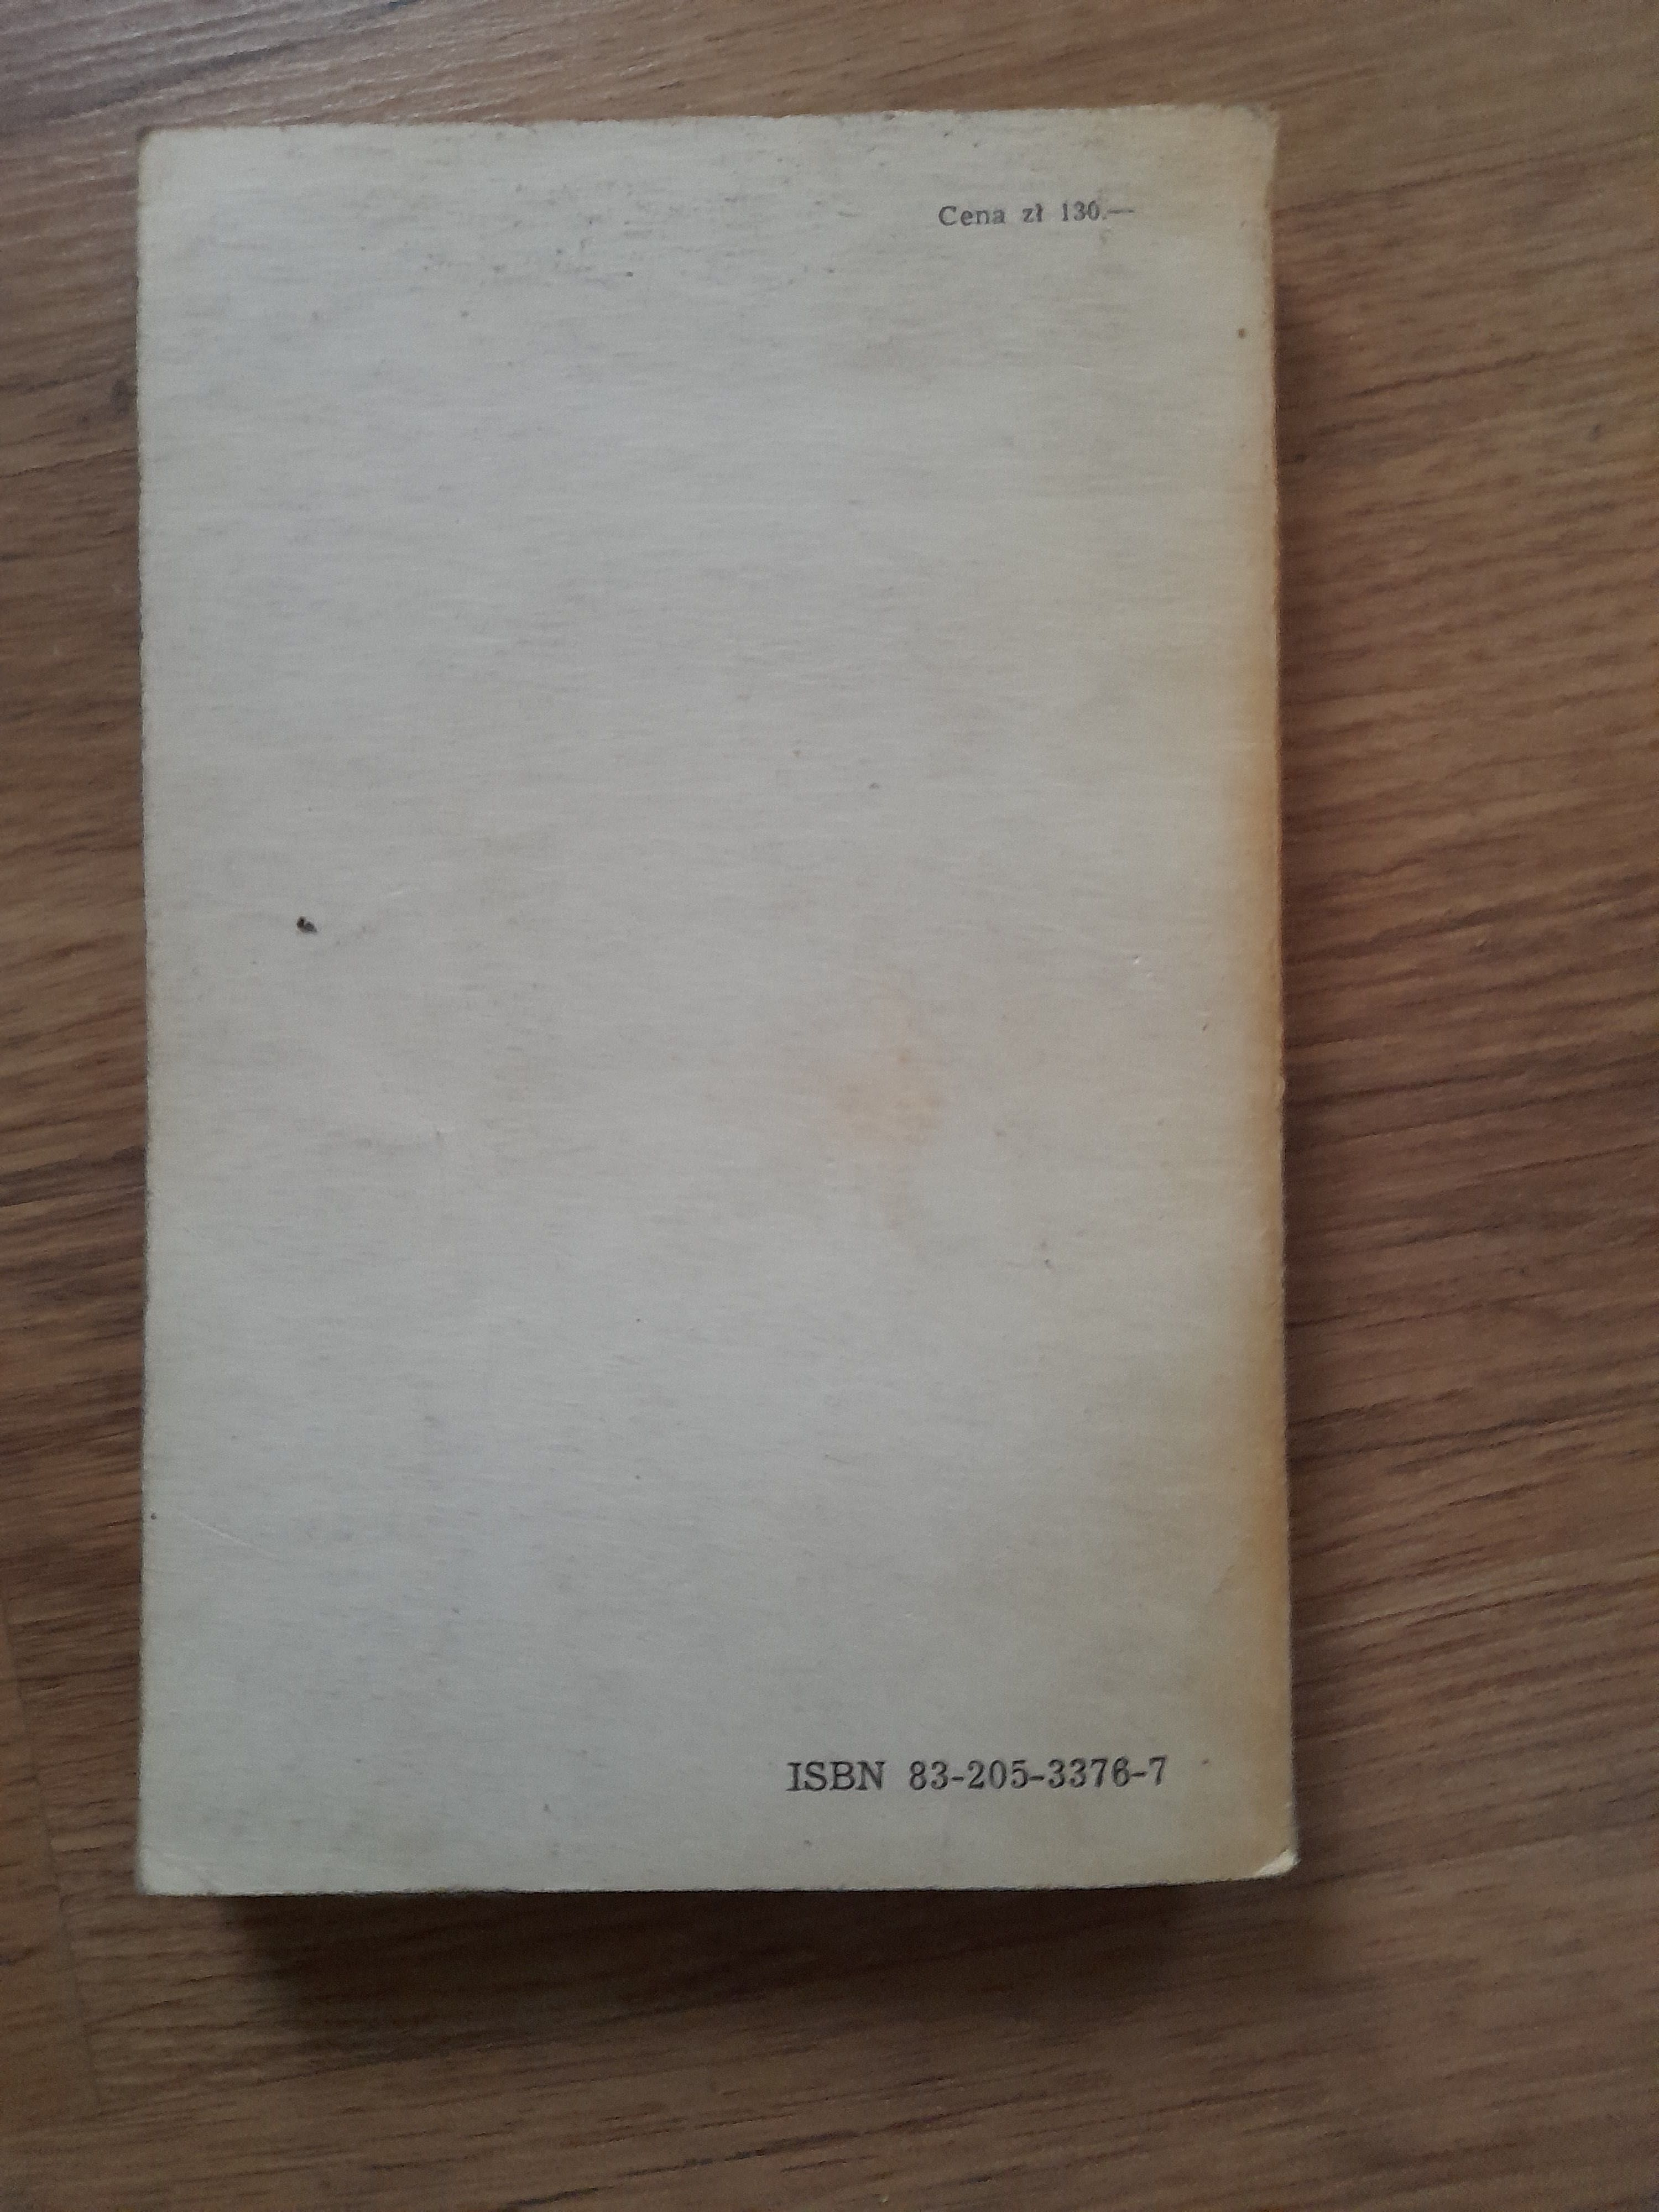 Cena zł 130.—
ISBN 83-205-3376-7